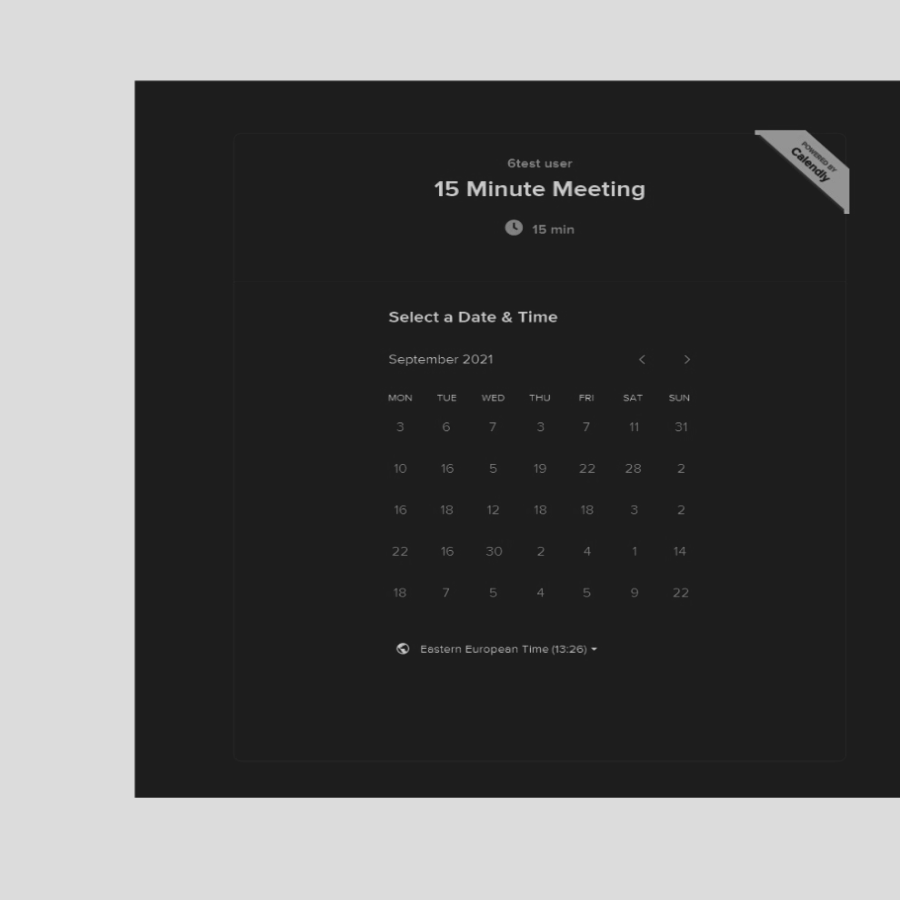 POWERED BY
Calendly
6test user
15 Minute Meeting
15 min
Select a Date & Time
September 2021
MON TUE WED THU FRI SAT SUN
3 6 7 3 7 11 31
10 16 5 19 22 28 2
16 18 12 18 18 3 2
22 16 30 2 4 1 14
18 7 5 4 5 9 22
Eastern European Time (13:26)